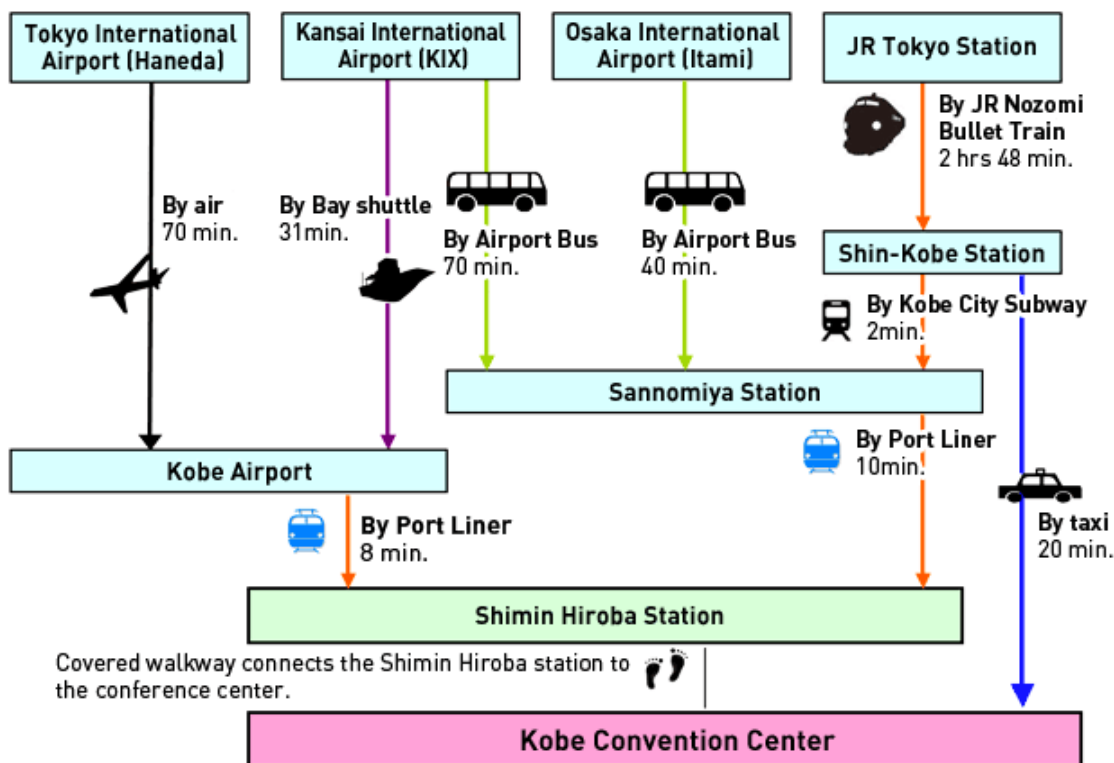 Tokyo International
Airport (Haneda)
Kansai International
Airport (KIX)
Osaka International
Airport (Itami)
JR Tokyo Station
By JR Nozomi
Bullet Train
2 hrs 48 min.
By air
70 min.
By Bay shuttle
31min.
By Airport Bus
70 min.
By Airport Bus
40 min.
Shin-Kobe Station
By Kobe City Subway
2min.
Sannomiya Station
By Port Liner
10min.
Kobe Airport
By Port Liner
8 min.
By taxi
20 min.
Shimin Hiroba Station
Covered walkway connects the Shimin Hiroba station to
the conference center.
Kobe Convention Center